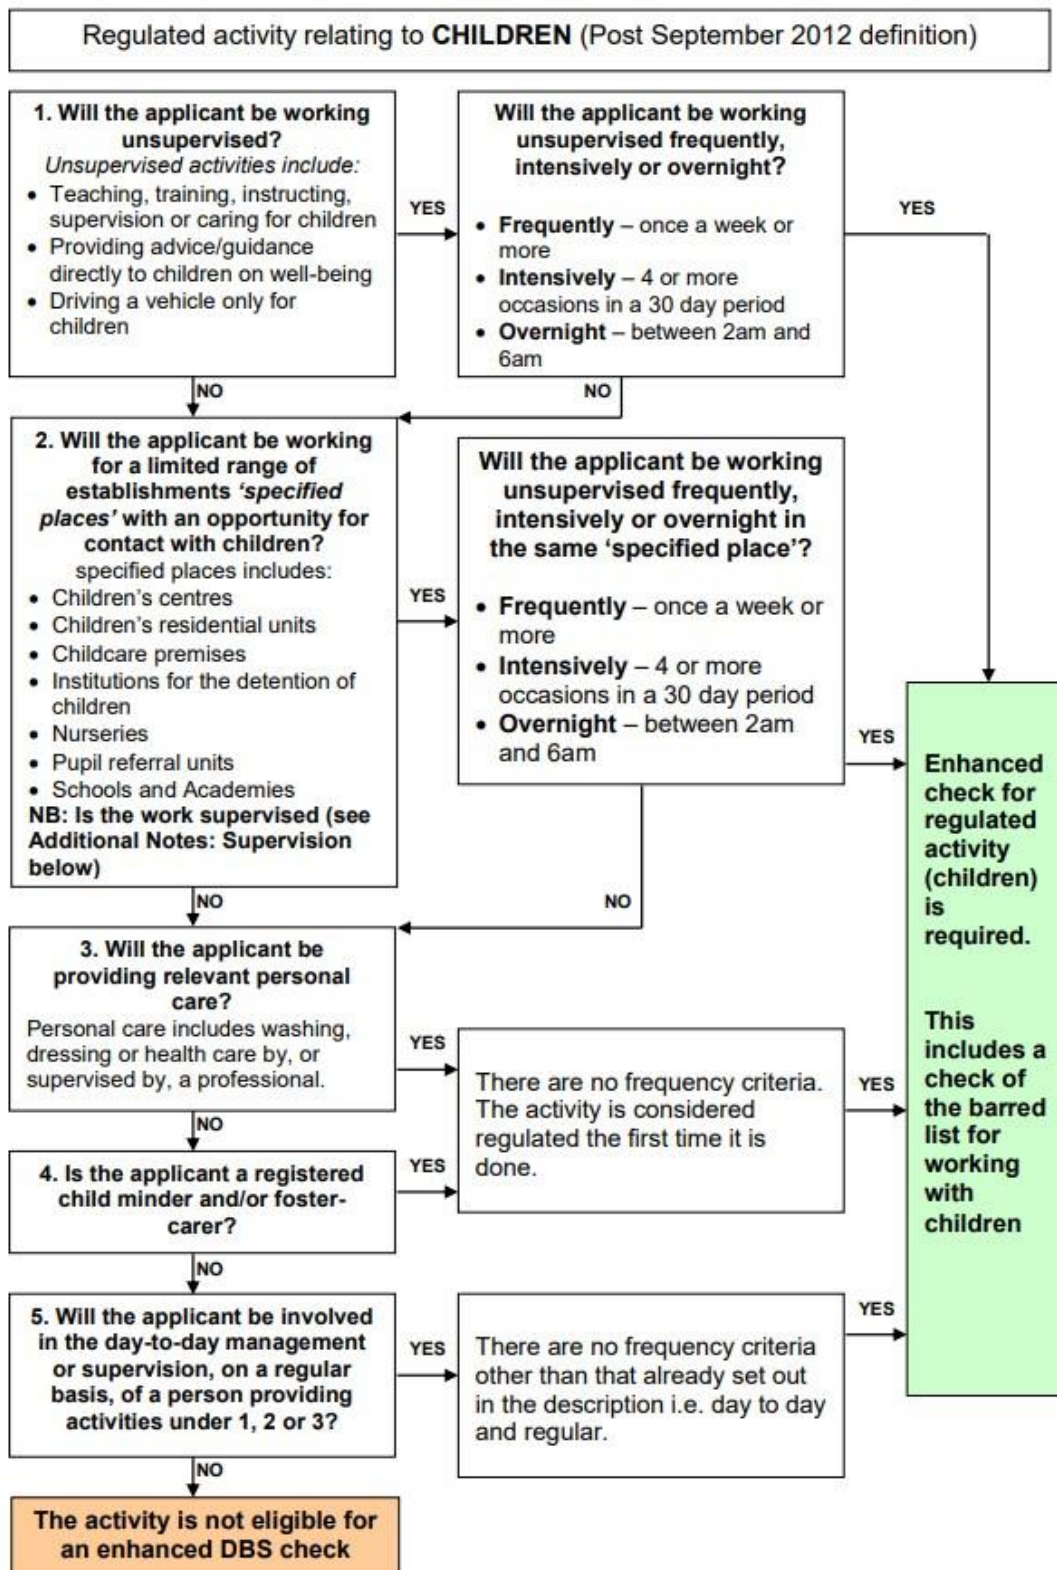 Regulated activity relating to CHILDREN (Post September 2012 definition)
1. Will the applicant be working
unsupervised?
Unsupervised activities include:
• Teaching, training, instructing,
supervision or caring for children
• Providing advice/guidance
directly to children on well-being
• Driving a vehicle only for
children
YES
Will the applicant be working
unsupervised frequently,
intensively or overnight?
• Frequently – once a week or
more
• Intensively – 4 or more
occasions in a 30 day period
• Overnight – between 2am and
6am
YES
NO
NO
2. Will the applicant be working
for a limited range of
establishments ‘specified
places’ with an opportunity for
contact with children?
specified places includes:
• Children’s centres
• Children’s residential units
• Childcare premises
• Institutions for the detention of
children
• Nurseries
• Pupil referral units
• Schools and Academies
NB: Is the work supervised (see
Additional Notes: Supervision
below)
YES
Will the applicant be working
unsupervised frequently,
intensively or overnight in
the same ‘specified place’?
• Frequently – once a week or
more
• Intensively – 4 or more
occasions in a 30 day period
• Overnight – between 2am
and 6am
YES
NO
NO
3. Will the applicant be
providing relevant personal
care?
Personal care includes washing,
dressing or health care by, or
supervised by, a professional.
YES
There are no frequency criteria.
The activity is considered
regulated the first time it is
done.
YES
NO
4. Is the applicant a registered
child minder and/or foster-
carer?
YES
NO
5. Will the applicant be involved
in the day-to-day management
or supervision, on a regular
basis, of a person providing
activities under 1, 2 or 3?
YES
There are no frequency criteria
other than that already set out
in the description i.e. day to day
and regular.
YES
NO
The activity is not eligible for
an enhanced DBS check
Enhanced
check for
regulated
activity
(children)
is
required.
This
includes a
check of
the barred
list for
working
with
children